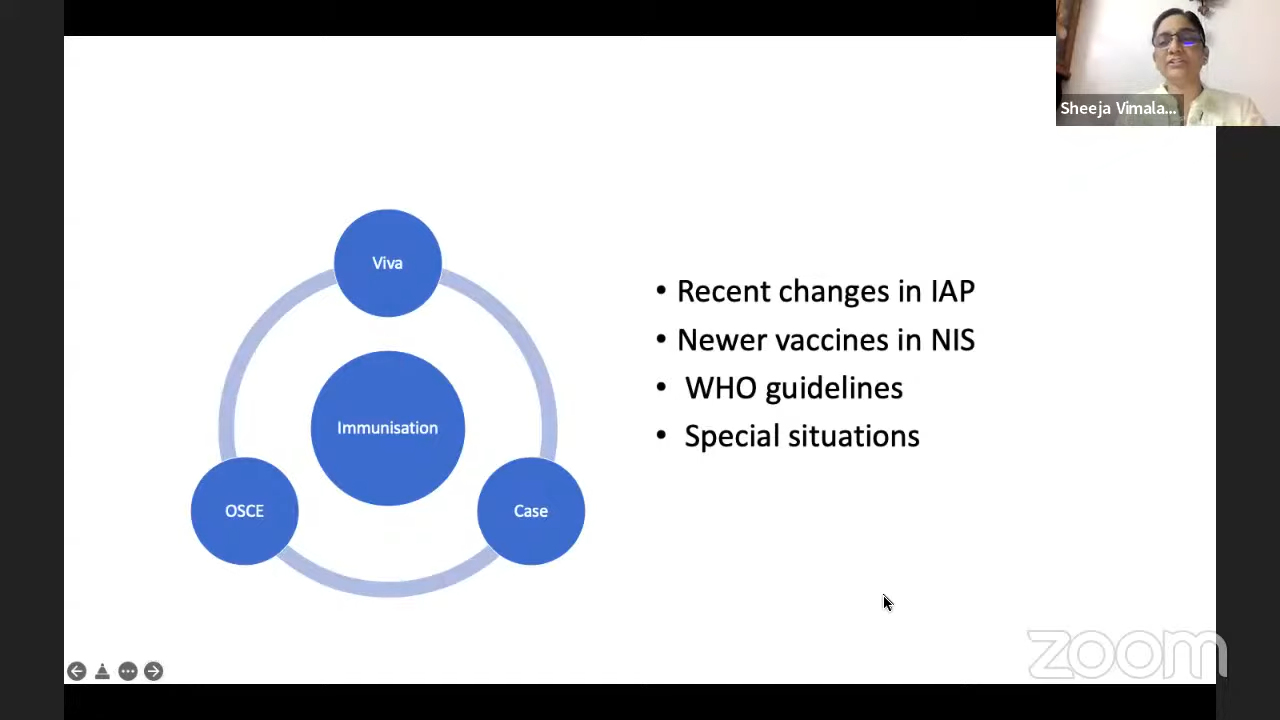 Sheeja Vimala...
Viva
Immunisation
OSCE
Case
• Recent changes in IAP
• Newer vaccines in NIS
• WHO guidelines
• Special situations
zoom